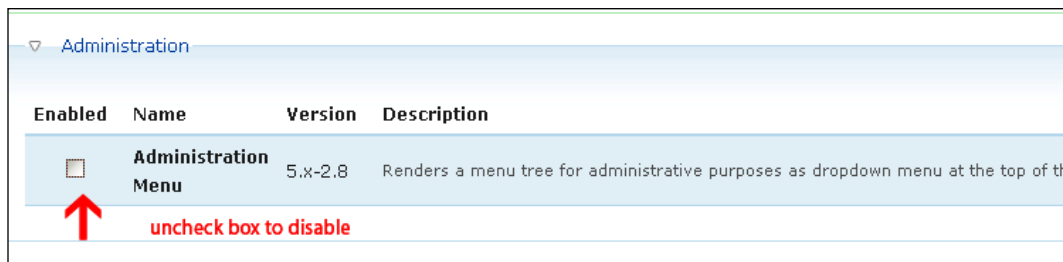 Administration
Enabled Name Version Description
Administration Menu 5.x-2.8 Renders a menu tree for administrative purposes as dropdown menu at the top of
uncheck box to disable